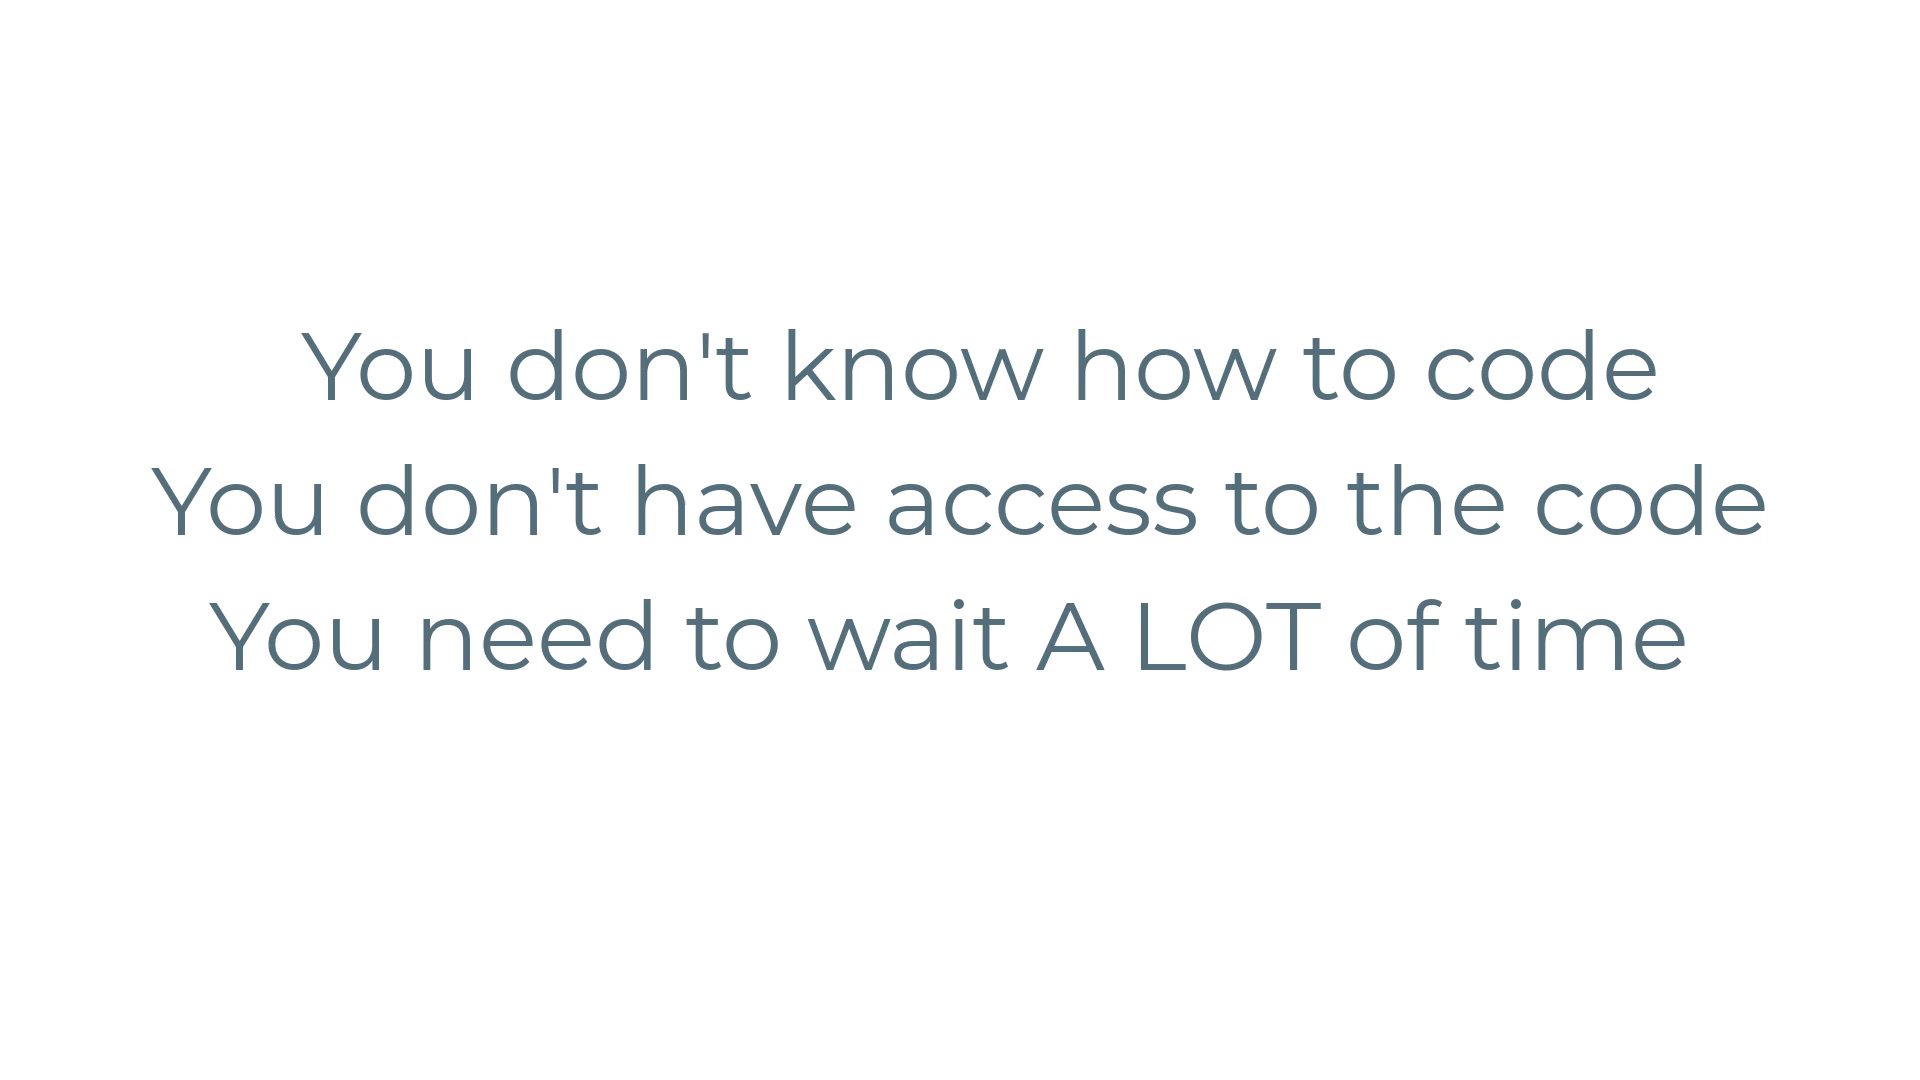 You don't know how to code
You don't have access to the code
You need to wait A LOT of time